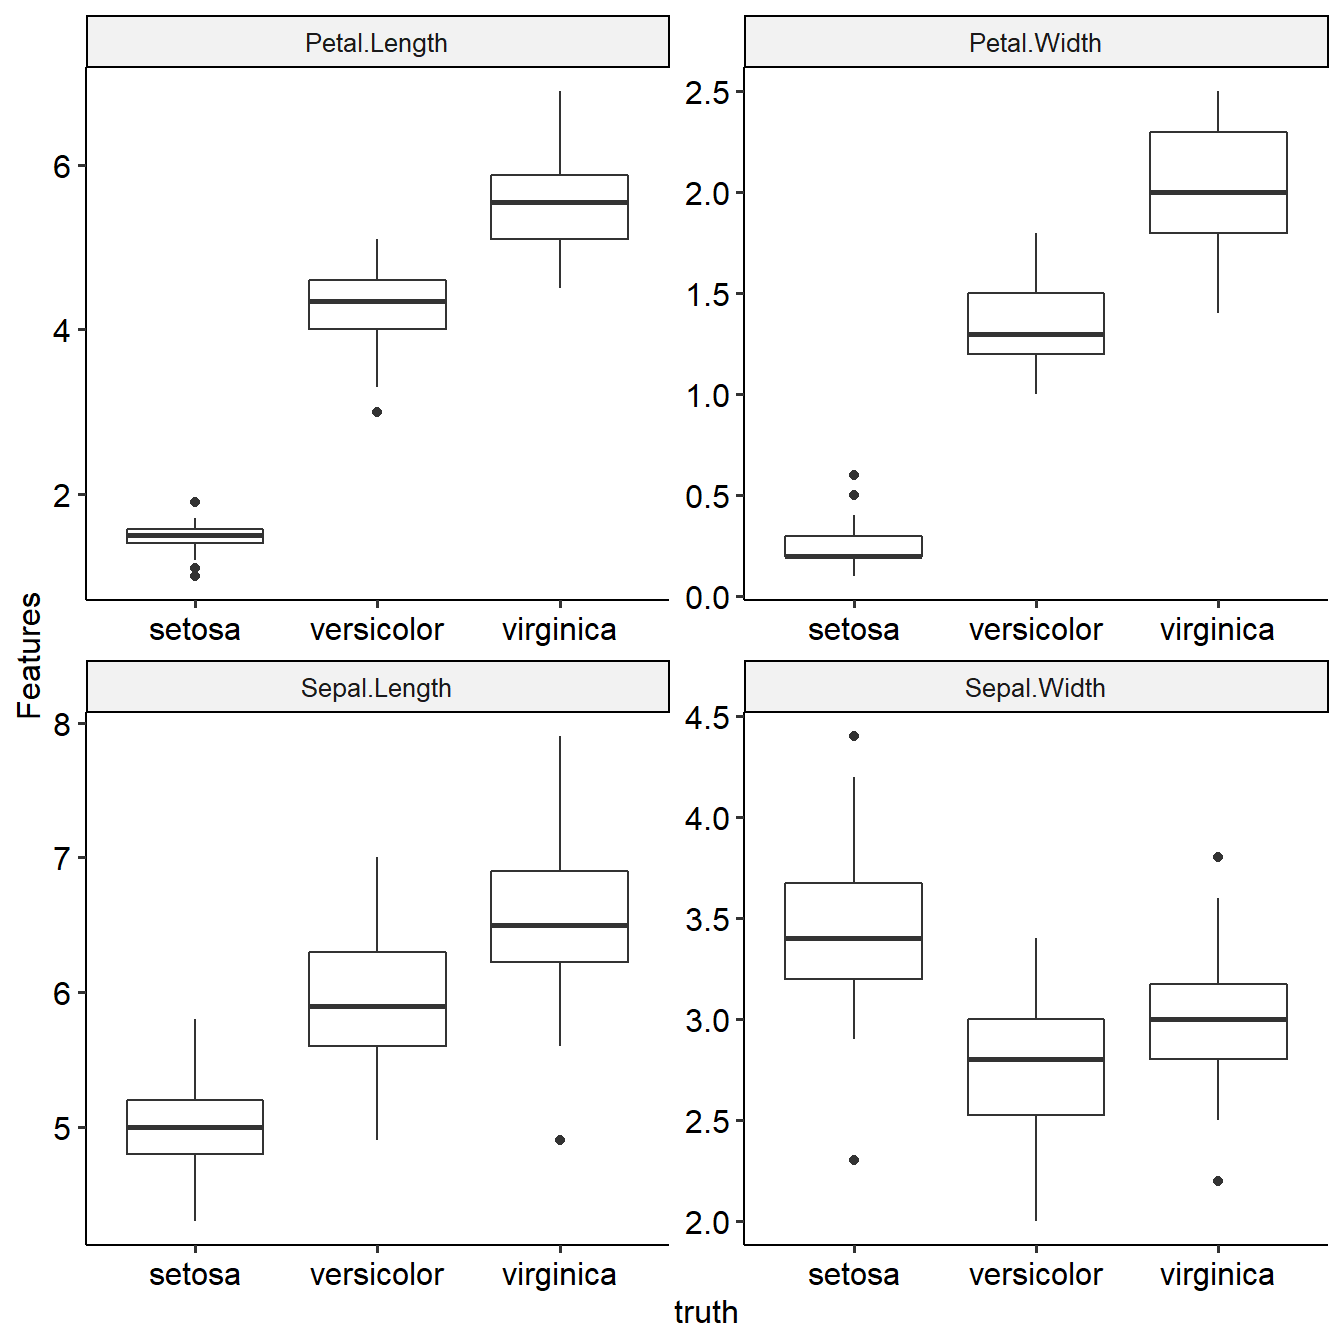 Petal.Length
Petal.Width
6
4
2
2.5
2.0
1.5
1.0
0.5
0.0
setosa versicolor virginica
setosa versicolor virginica
Features
Sepal.Length
Sepal.Width
8
7
6
5
4.5
4.0
3.5
3.0
2.5
2.0
setosa versicolor virginica
setosa versicolor virginica
truth